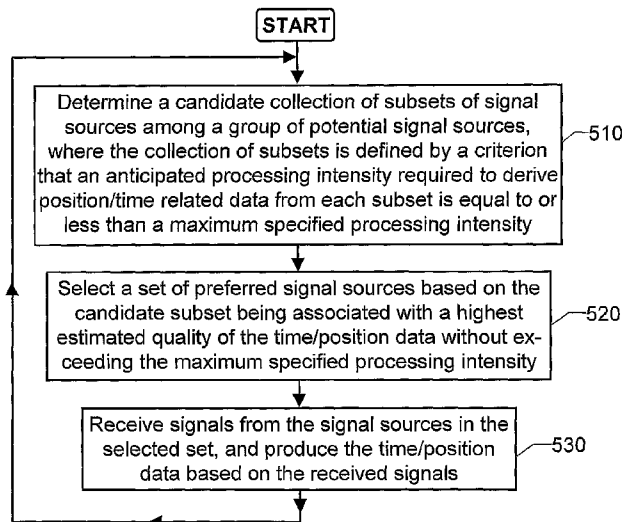 START
Determine a candidate collection of subsets of signal
sources among a group of potential signal sources,
where the collection of subsets is defined by a criterion
that an anticipated processing intensity required to derive
position/time related data from each subset is equal to or
less than a maximum specified processing intensity
510
Select a set of preferred signal sources based on the
candidate subset being associated with a highest
estimated quality of the time/position data without ex-
ceeding the maximum specified processing intensity
520
Receive signals from the signal sources in the
selected set, and produce the time/position
data based on the received signals
530